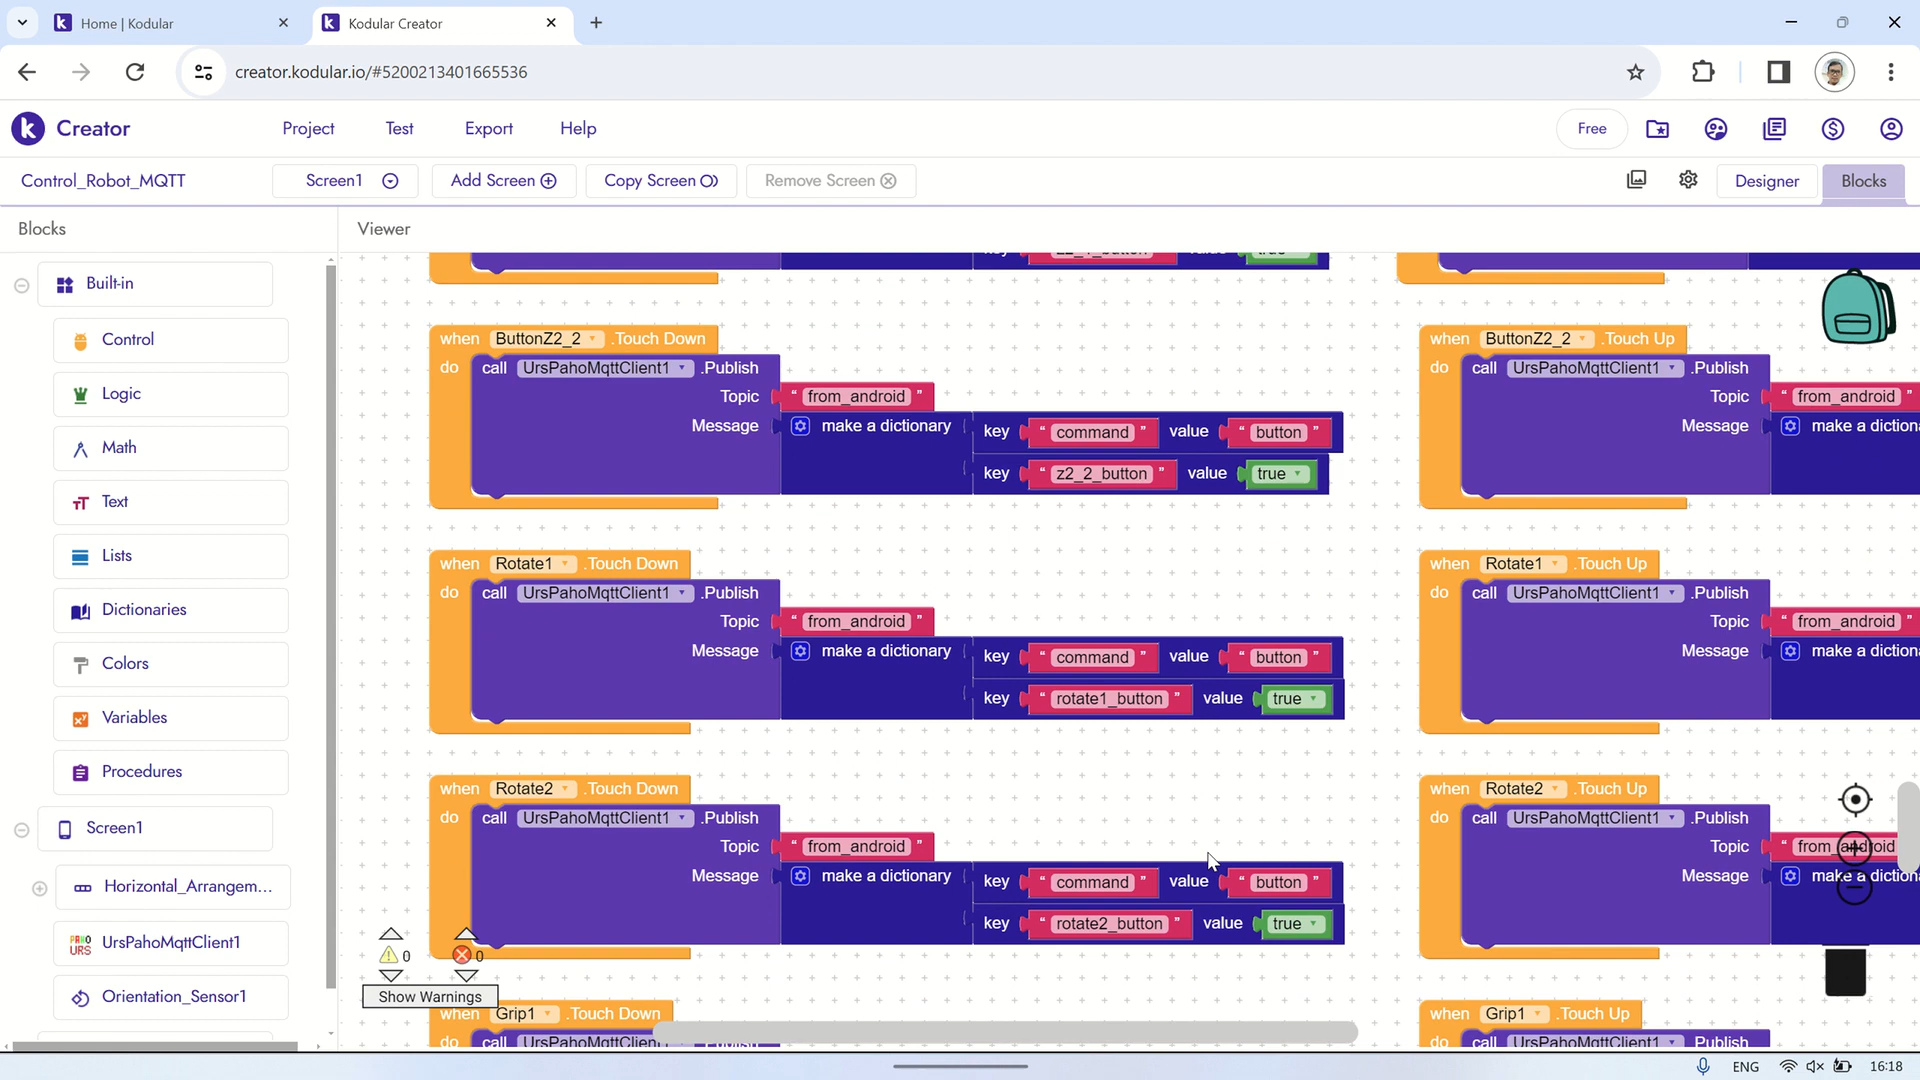 Home | Kodular
Kodular Creator
creator.kodular.io/#5200213401665536
Creator
Project
Test
Export
Help
Free
Control_Robot_MQTT
Screen1
Add Screen
Copy Screen
Remove Screen
Designer
Blocks
Blocks
Viewer
Built-in
Control
Logic
Math
Text
Lists
Dictionaries
Colors
Variables
Procedures
Screen1
Horizontal_Arrangem...
UrsPahoMqttClient1
Orientation_Sensor1
when ButtonZ2_2 .Touch Down
do call UrsPahoMqttClient1 .Publish
Topic “ from_android ”
Message make a dictionary key “ command ” value “ button ”
key “ z2_2_button ” value true
when ButtonZ2_2 .Touch Up
do call UrsPahoMqttClient1 .Publish
Topic “ from_android ”
Message make a dictiona
when Rotate1 .Touch Down
do call UrsPahoMqttClient1 .Publish
Topic “ from_android ”
Message make a dictionary key “ command ” value “ button ”
key “ rotate1_button ” value true
when Rotate1 .Touch Up
do call UrsPahoMqttClient1 .Publish
Topic “ from_android ”
Message make a dictiona
when Rotate2 .Touch Down
do call UrsPahoMqttClient1 .Publish
Topic “ from_android ”
Message make a dictionary key “ command ” value “ button ”
key “ rotate2_button ” value true
when Rotate2 .Touch Up
do call UrsPahoMqttClient1 .Publish
Topic “ from_android
Message make a dictiona
0 0
Show Warnings
when Grip1 .Touch Down
do call UrsPahoMqttClient
when Grip1 .Touch Up
do call UrsPahoMqttClient1 .Publish
ENG
16:18